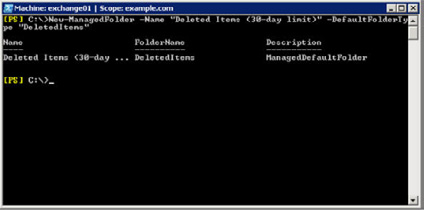 Machine: exchange01 | Scope: example.com
[PS] C:\>New-ManagedFolder -Name "Deleted Items (30-day limit)" -DefaultFolderTy
pe "DeletedItems"
Name FolderName Description
---- ---------- -----------
Deleted Items (30-day ... DeletedItems ManagedDefaultFolder
[PS] C:\>_